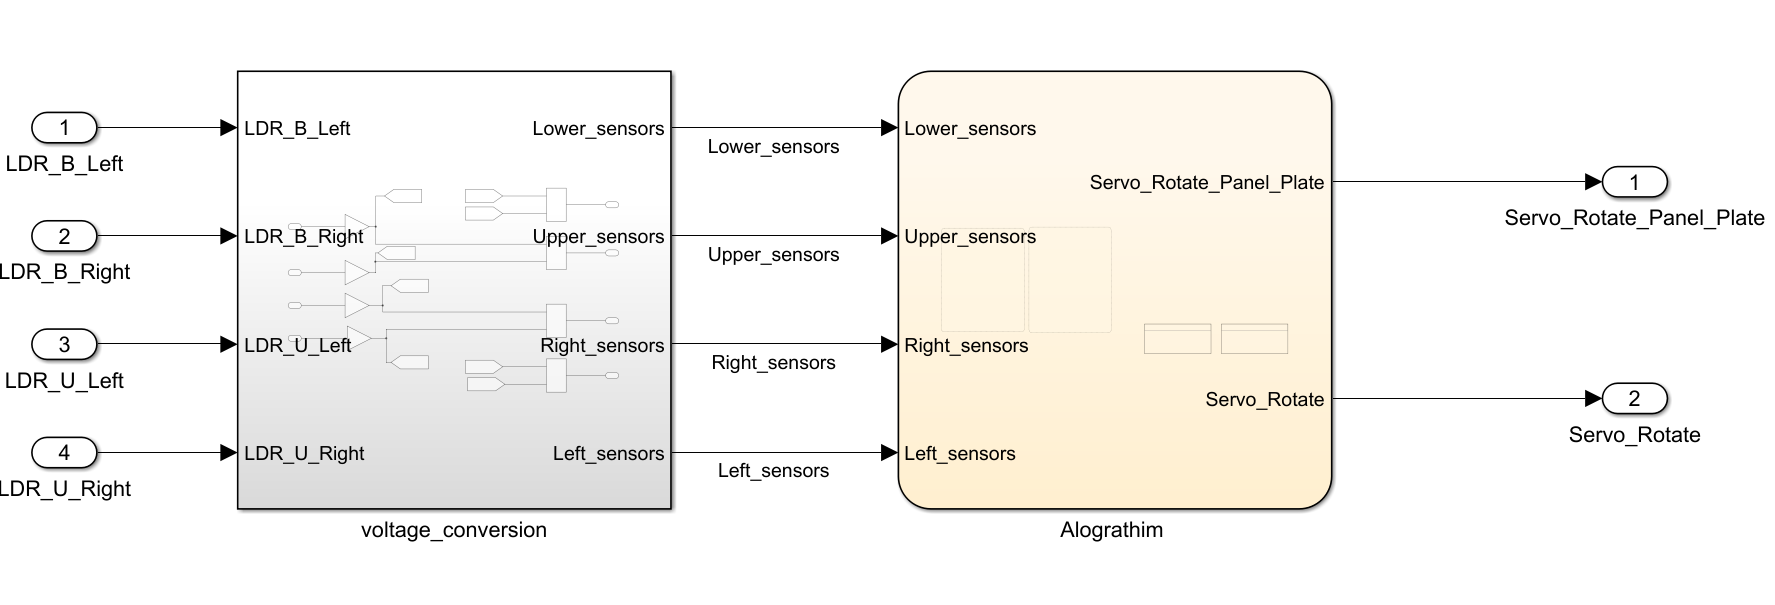 1
LDR_B_Left
2
LDR_B_Right
3
LDR_U_Left
4
LDR_U_Right
LDR_B_Left
LDR_B_Right
LDR_U_Left
LDR_U_Right
Lower_sensors
Upper_sensors
Right_sensors
Left_sensors
voltage_conversion
Lower_sensors
Upper_sensors
Right_sensors
Left_sensors
Lower_sensors
Upper_sensors
Right_sensors
Left_sensors
Servo_Rotate_Panel_Plate
Servo_Rotate
Alograthim
1
Servo_Rotate_Panel_Plate
2
Servo_Rotate